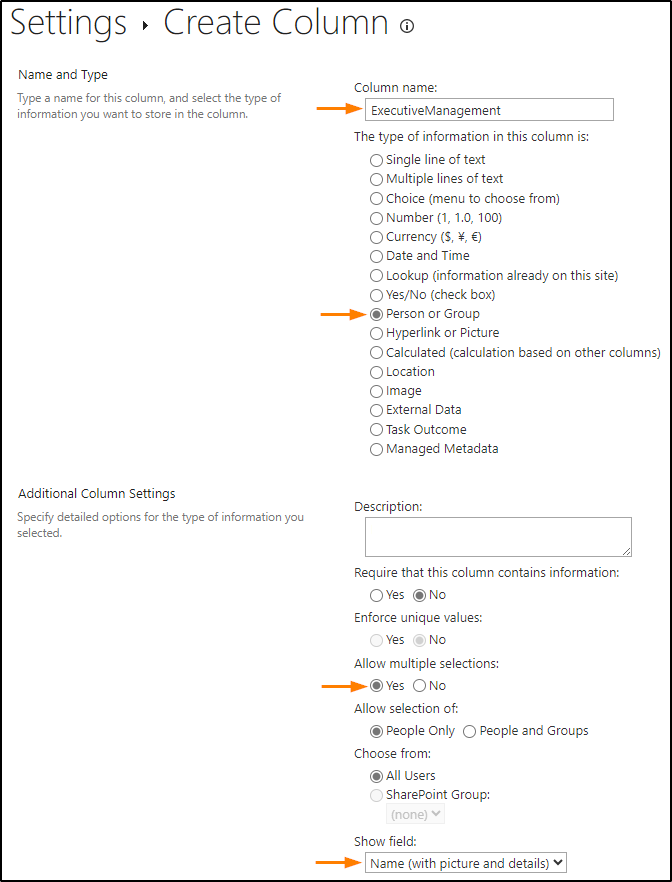 Settings ▸ Create Column ⓘ
Name and Type
Type a name for this column, and select the type of
information you want to store in the column.
Column name:
ExecutiveManagement
The type of information in this column is:
Single line of text
Multiple lines of text
Choice (menu to choose from)
Number (1, 1.0, 100)
Currency ($, ¥, €)
Date and Time
Lookup (information already on this site)
Yes/No (check box)
Person or Group
Hyperlink or Picture
Calculated (calculation based on other columns)
Location
Image
External Data
Task Outcome
Managed Metadata
Additional Column Settings
Specify detailed options for the type of information you
selected.
Description:
Require that this column contains information:
Yes No
Enforce unique values:
Yes No
Allow multiple selections:
Yes No
Allow selection of:
People Only People and Groups
Choose from:
All Users
SharePoint Group:
(none)
Show field:
Name (with picture and details)